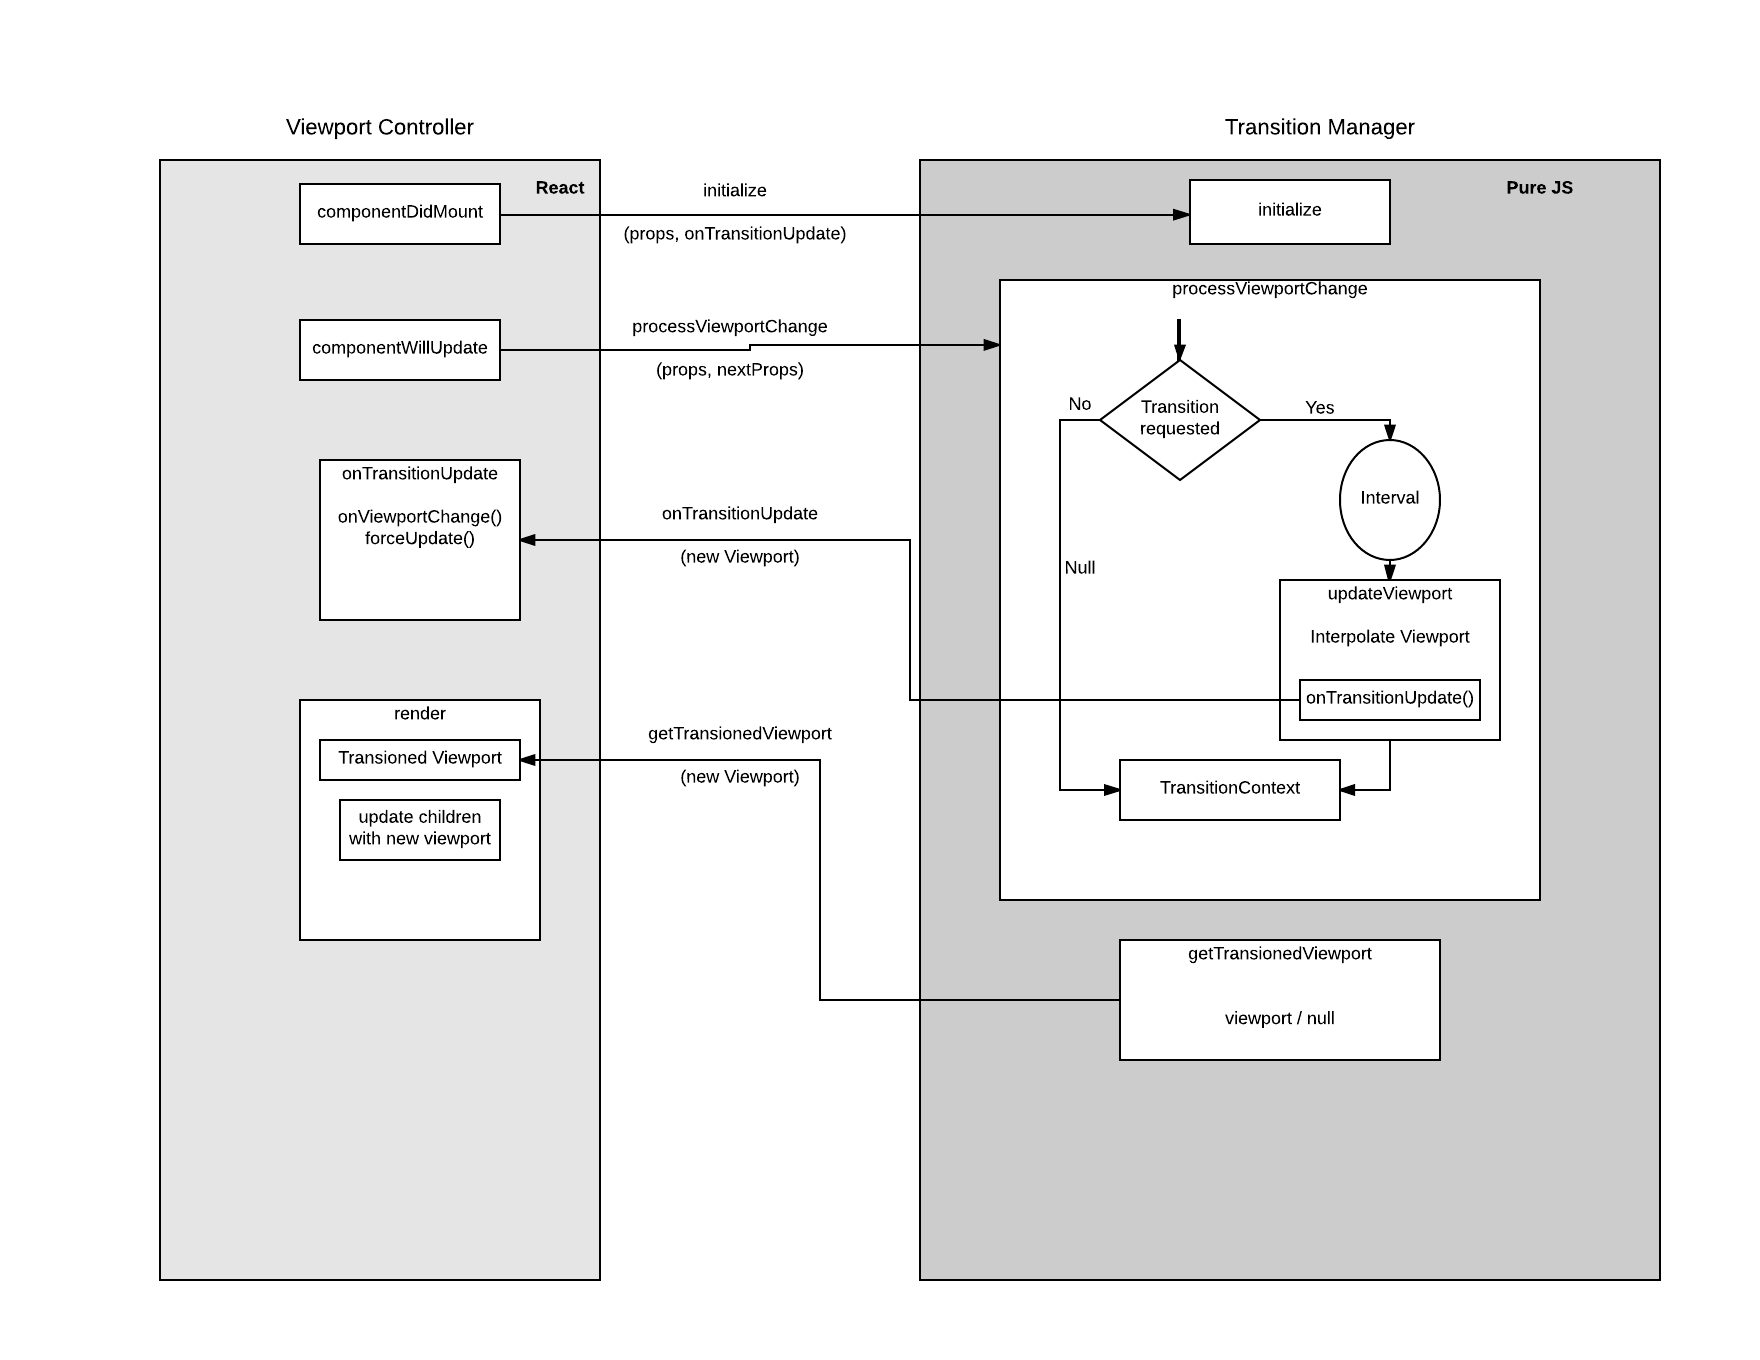 Viewport Controller
Transition Manager
React
Pure JS
componentDidMount
initialize
(props, onTransitionUpdate)
initialize
componentWillUpdate
processViewportChange
(props, nextProps)
processViewportChange
Transition
requested
No
Yes
Null
Interval
updateViewport
Interpolate Viewport
onTransitionUpdate()
TransitionContext
onTransitionUpdate
onViewportChange()
forceUpdate()
onTransitionUpdate
(new Viewport)
render
Transioned Viewport
update children
with new viewport
getTransionedViewport
(new Viewport)
getTransionedViewport
viewport / null